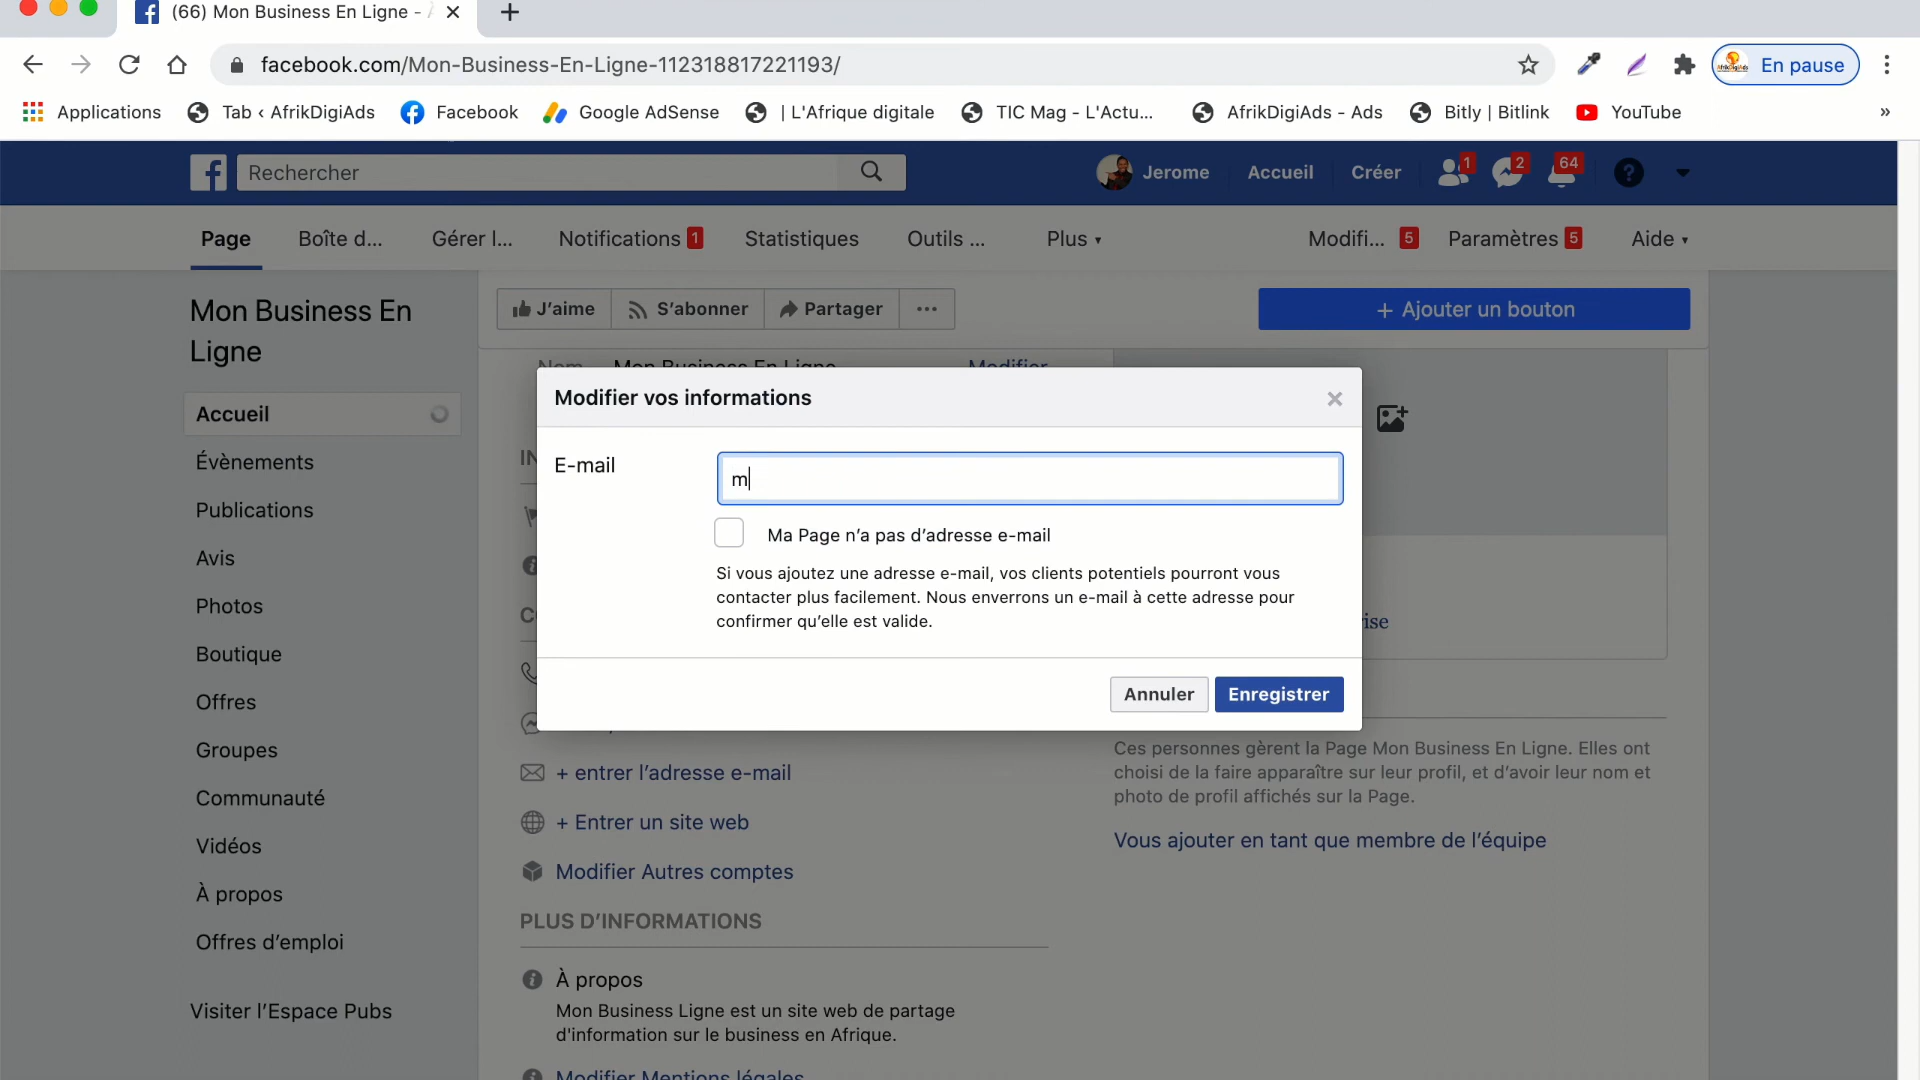 (66) Mon Business En Ligne -
facebook.com/Mon-Business-En-Ligne-112318817221193/
En pause
Applications
Tab ‹ AfrikDigiAds
Facebook
Google AdSense
| L'Afrique digitale
TIC Mag - L'Actu...
AfrikDigiAds - Ads
Bitly | Bitlink
YouTube
»
Rechercher
Jerome
Accueil
Créer
1
2
64
Page
Boîte d...
Gérer l...
Notifications 1
Statistiques
Outils ...
Plus
Modifi... 5
Paramètres 5
Aide
Mon Business En
Ligne
J’aime
S’abonner
Partager
+ Ajouter un bouton
Nom
Mon Business En Ligne
Modifier
Modifier vos informations
E-mail
m
Ma Page n’a pas d’adresse e-mail
Si vous ajoutez une adresse e-mail, vos clients potentiels pourront vous
contacter plus facilement. Nous enverrons un e-mail à cette adresse pour
confirmer qu’elle est valide.
Annuler
Enregistrer
Accueil
Évènements
Publications
Avis
Photos
Boutique
Offres
Groupes
Communauté
Vidéos
À propos
Offres d’emploi
Visiter l’Espace Pubs
+ entrer l’adresse e-mail
+ Entrer un site web
Modifier Autres comptes
PLUS D’INFORMATIONS
À propos
Mon Business Ligne est un site web de partage
d'information sur le business en Afrique.
Modifier Mentions légales
Ces personnes gèrent la Page Mon Business En Ligne. Elles ont
choisi de la faire apparaître sur leur profil, et d’avoir leur nom et
photo de profil affichés sur la Page.
Vous ajouter en tant que membre de l’équipe